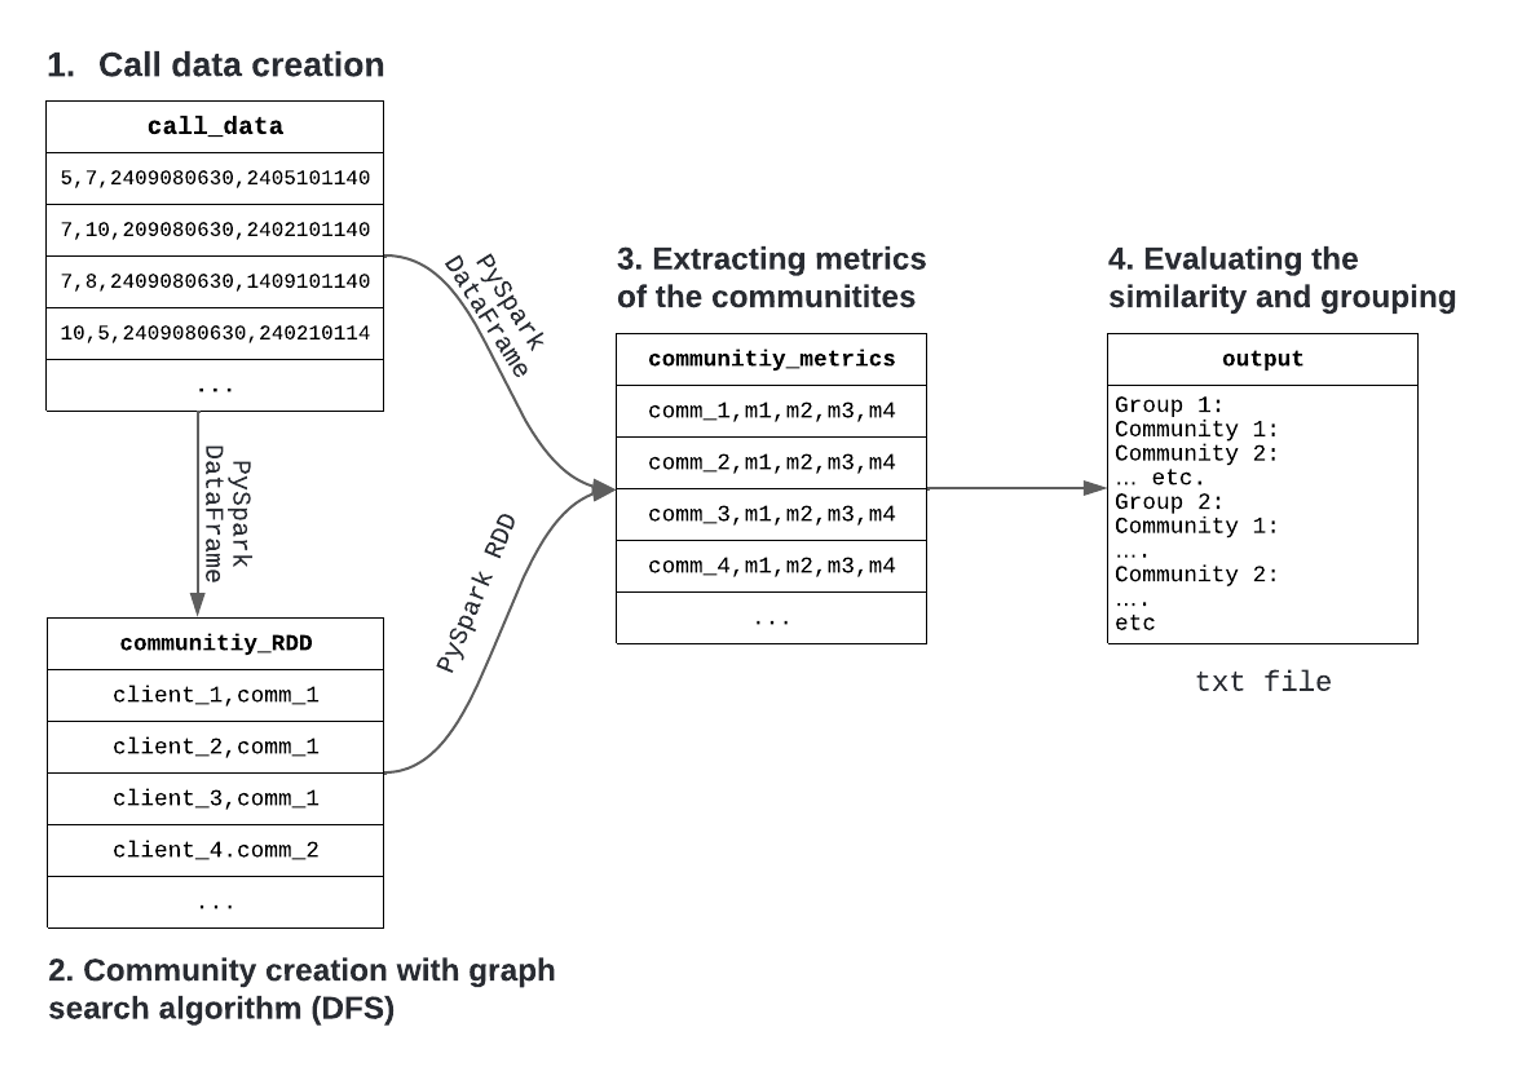 1. Call data creation
call_data
5,7,2409080630,2405101140
7,10,209080630,2402101140
7,8,2409080630,1409101140
10,5,2409080630,240210114
...
PySpark
DataFrame
PySpark
DataFrame
communitiy_RDD
client_1,comm_1
client_2,comm_1
client_3,comm_1
client_4.comm_2
...
2. Community creation with graph
search algorithm (DFS)
PySpark RDD
3. Extracting metrics
of the communitites
communitiy_metrics
comm_1,m1,m2,m3,m4
comm_2,m1,m2,m3,m4
comm_3,m1,m2,m3,m4
comm_4,m1,m2,m3,m4
...
4. Evaluating the
similarity and grouping
output
Group 1:
Community 1:
Community 2:
… etc.
Group 2:
Community 1:
….
Community 2:
….
etc
txt file